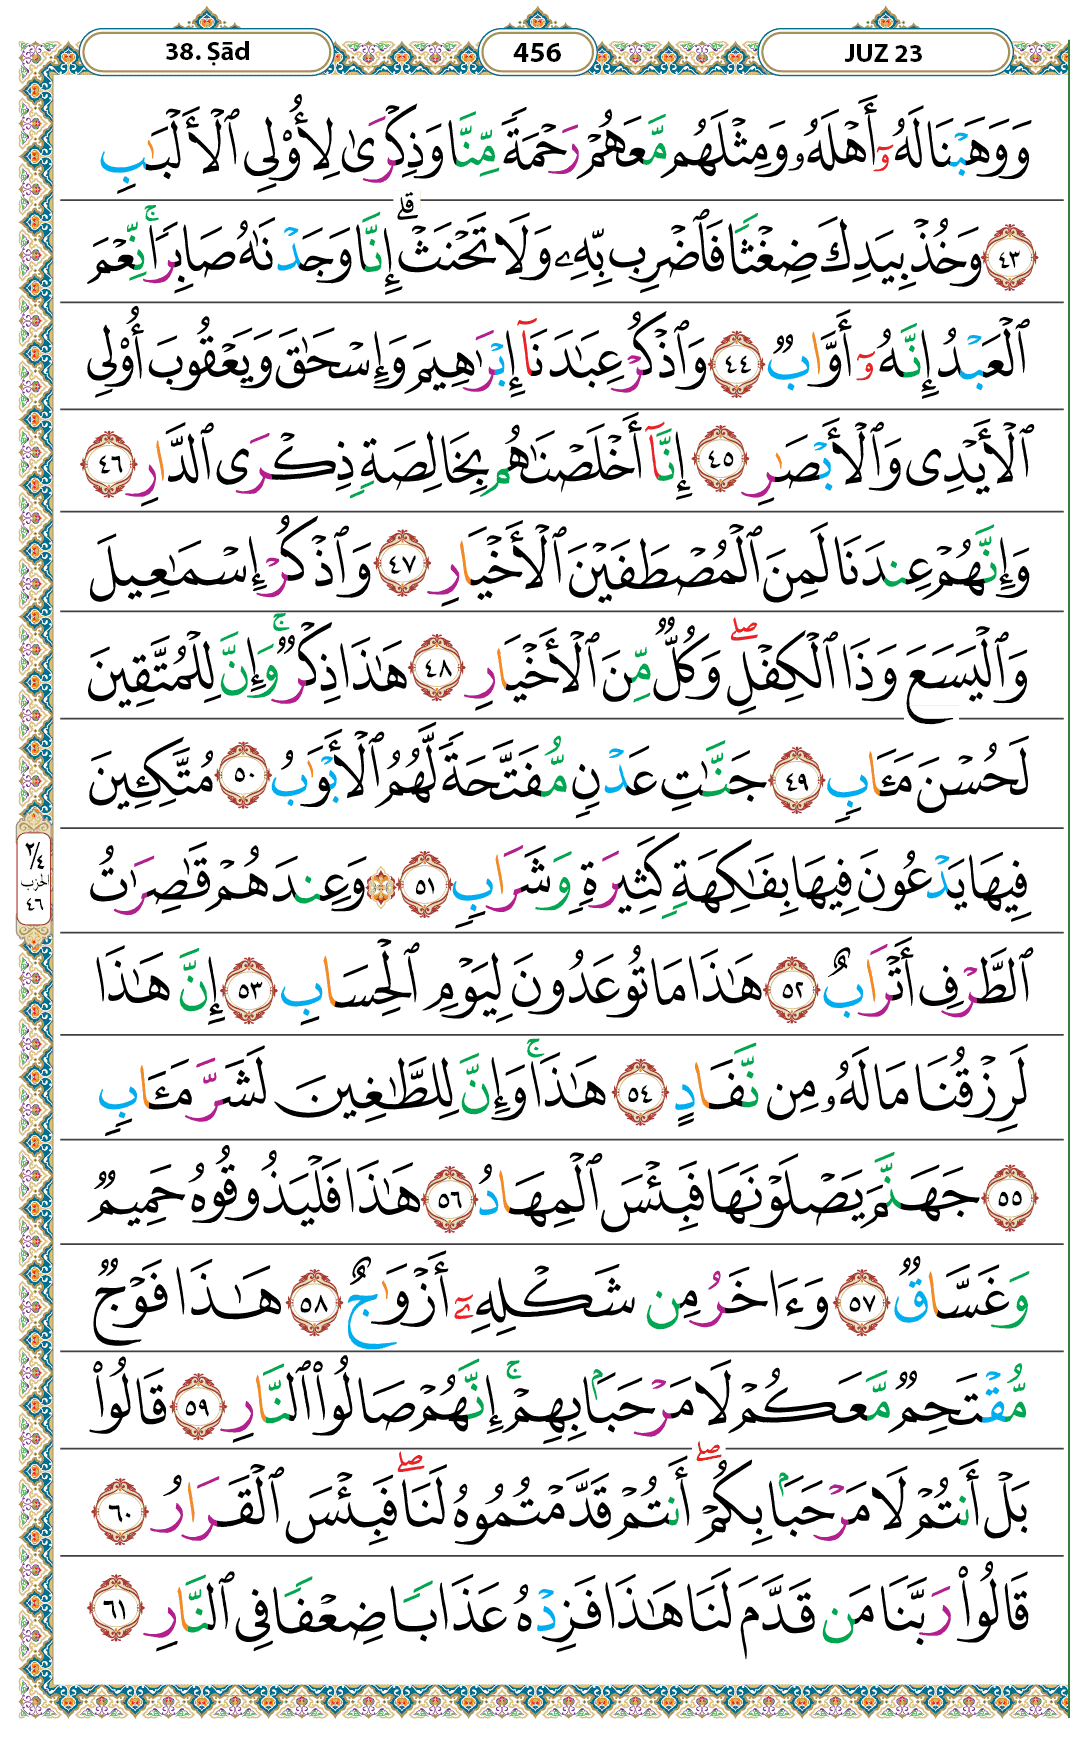 38. Ṣād
456
JUZ 23
وَوَهَبْنَا لَهُۥٓ أَهْلَهُۥ وَمِثْلَهُم مَّعَهُمْ رَحْمَةً مِّنَّا وَذِكْرَىٰ لِأُو۟لِى ٱلْأَلْبَـٰبِ
٤٣ وَخُذْ بِيَدِكَ ضِغْثًا فَٱضْرِب بِّهِۦ وَلَا تَحْنَثْ ۗ إِنَّا وَجَدْنَـٰهُ صَابِرًا ۚ نِّعْمَ
ٱلْعَبْدُ إِنَّهُۥٓ أَوَّابٌ ٤٤ وَٱذْكُرْ عِبَـٰدَنَآ إِبْرَٰهِيمَ وَإِسْحَـٰقَ وَيَعْقُوبَ أُو۟لِى
ٱلْأَيْدِى وَٱلْأَبْصَـٰرِ ٤٥ إِنَّآ أَخْلَصْنَـٰهُم بِخَالِصَةٍ ذِكْرَى ٱلدَّارِ ٤٦
وَإِنَّهُمْ عِندَنَا لَمِنَ ٱلْمُصْطَفَيْنَ ٱلْأَخْيَارِ ٤٧ وَٱذْكُرْ إِسْمَـٰعِيلَ
وَٱلْيَسَعَ وَذَا ٱلْكِفْلِ ۖ وَكُلٌّ مِّنَ ٱلْأَخْيَارِ ٤٨ هَـٰذَا ذِكْرٌ ۚ وَإِنَّ لِلْمُتَّقِينَ
لَحُسْنَ مَـَٔابٍ ٤٩ جَنَّـٰتِ عَدْنٍ مُّفَتَّحَةً لَّهُمُ ٱلْأَبْوَٰبُ ٥٠ مُتَّكِـِٔينَ
فِيهَا يَدْعُونَ فِيهَا بِفَـٰكِهَةٍ كَثِيرَةٍ وَشَرَابٍ ٥١ ۞ وَعِندَهُمْ قَـٰصِرَٰتُ
٢/٤
الحزب
٤٦
ٱلطَّرْفِ أَتْرَابٌ ٥٢ هَـٰذَا مَا تُوعَدُونَ لِيَوْمِ ٱلْحِسَابِ ٥٣ إِنَّ هَـٰذَا
لَرِزْقُنَا مَا لَهُۥ مِن نَّفَادٍ ٥٤ هَـٰذَا ۚ وَإِنَّ لِلطَّـٰغِينَ لَشَرَّ مَـَٔابٍ
٥٥ جَهَنَّمَ يَصْلَوْنَهَا فَبِئْسَ ٱلْمِهَادُ ٥٦ هَـٰذَا فَلْيَذُوقُوهُ حَمِيمٌ
وَغَسَّاقٌ ٥٧ وَءَاخَرُ مِن شَكْلِهِۦٓ أَزْوَٰجٌ ٥٨ هَـٰذَا فَوْجٌ
مُّقْتَحِمٌ مَّعَكُمْ لَا مَرْحَبًۢا بِهِمْ ۚ إِنَّهُمْ صَالُوا۟ ٱلنَّارِ ٥٩ قَالُوا۟
بَلْ أَنتُمْ لَا مَرْحَبًۢا بِكُمْ ۖ أَنتُمْ قَدَّمْتُمُوهُ لَنَا ۖ فَبِئْسَ ٱلْقَرَارُ ٦٠
قَالُوا۟ رَبَّنَا مَن قَدَّمَ لَنَا هَـٰذَا فَزِدْهُ عَذَابًا ضِعْفًا فِى ٱلنَّارِ ٦١